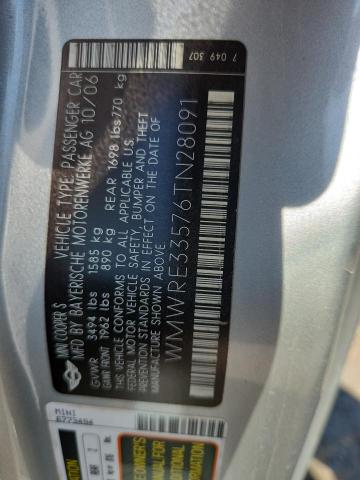 MINI COOPER S
VEHICLE TYPE: PASSENGER CAR
MFD BY BAYERISCHE MOTORENWERKE AG 10/06
GVWR 3494 lbs 1585 kg
GAWR FRONT 1962 lbs 890 kg REAR 1698 lbs 770 kg
THIS VEHICLE CONFORMS TO ALL APPLICABLE U.S.
FEDERAL MOTOR VEHICLE SAFETY, BUMPER AND THEFT
PREVENTION STANDARDS IN EFFECT ON THE DATE OF
MANUFACTURE SHOWN ABOVE.
WMWRE33576TN28091
7 049 307
MINI
OWNER'S
MANUAL FOR